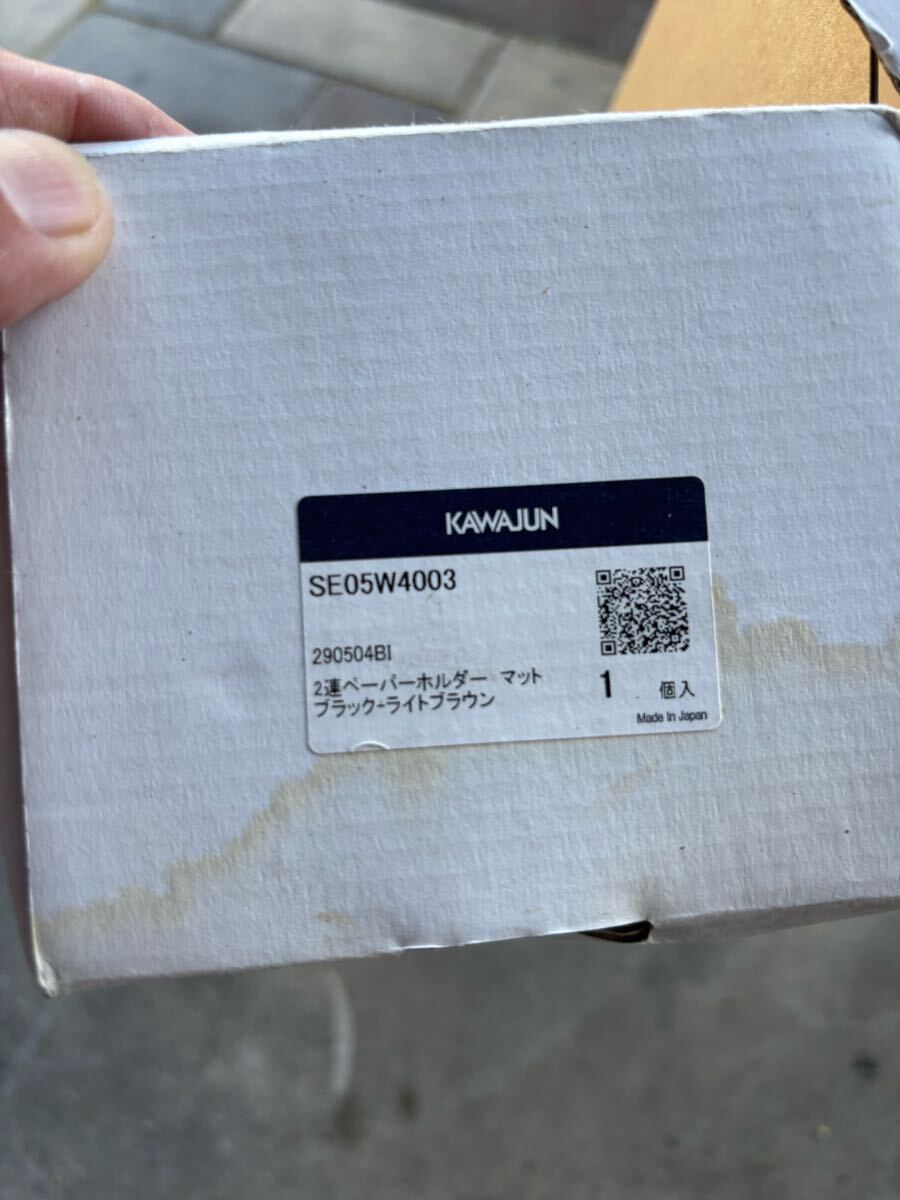 KAWAJUN
SE05W4003
290504BI
2連ペーパーホルダー マット
ブラック-ライトブラウン
1 個入
Made In Japan